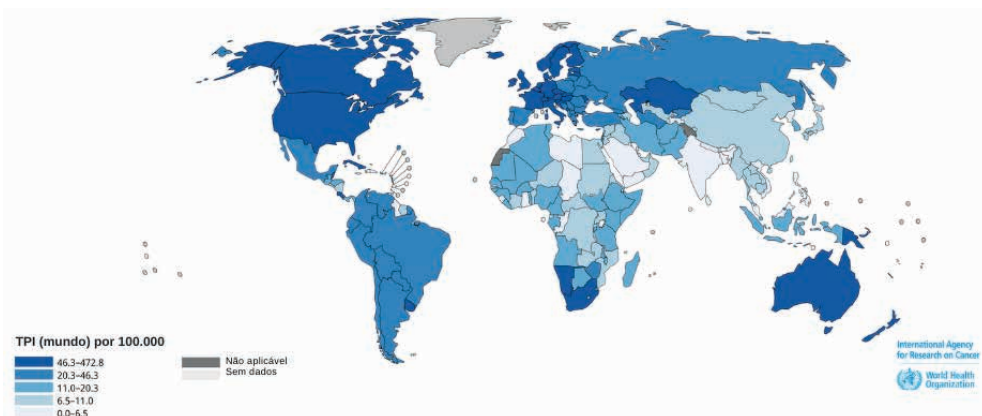 TPI (mundo) por 100.000
46.3–472.8
20.3–46.3
11.0–20.3
6.5–11.0
0.0–6.5
Não aplicável
Sem dados
International Agency
for Research on Cancer
World Health
Organization